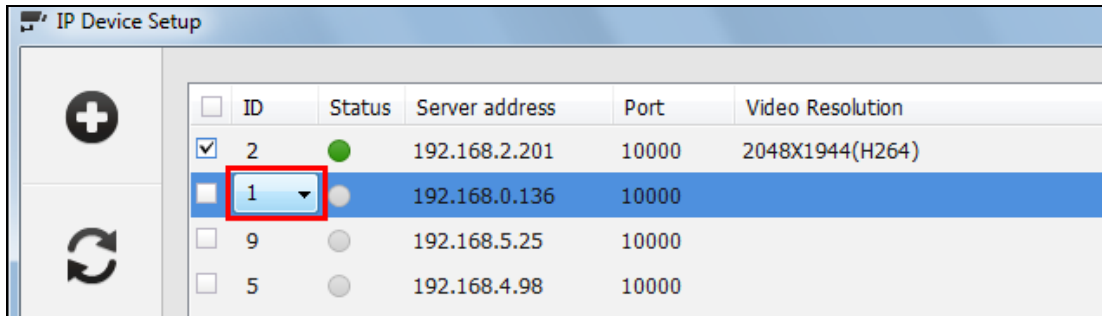 IP Device Setup
ID Status Server address Port Video Resolution
2 192.168.2.201 10000 2048X1944(H264)
1 192.168.0.136 10000
9 192.168.5.25 10000
5 192.168.4.98 10000